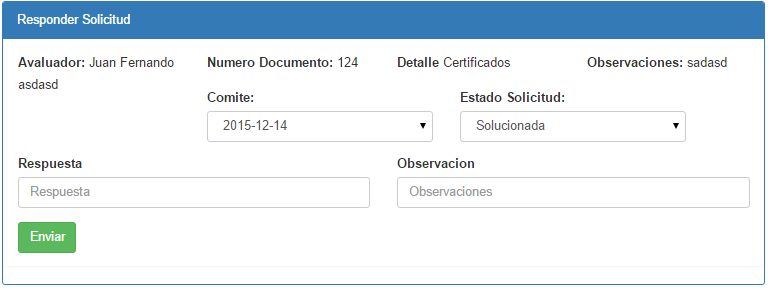 Responder Solicitud
Avaluador: Juan Fernando asdasd
Numero Documento: 124
Detalle Certificados
Observaciones: sadasd
Comite:
Estado Solicitud:
2015-12-14
Solucionada
Respuesta
Observacion
Respuesta
Observaciones
Enviar